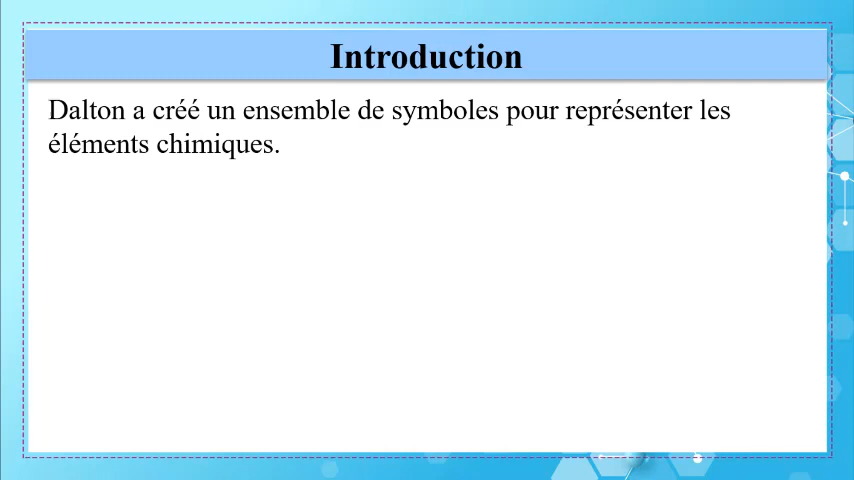 Introduction
Dalton a créé un ensemble de symboles pour représenter les
éléments chimiques.